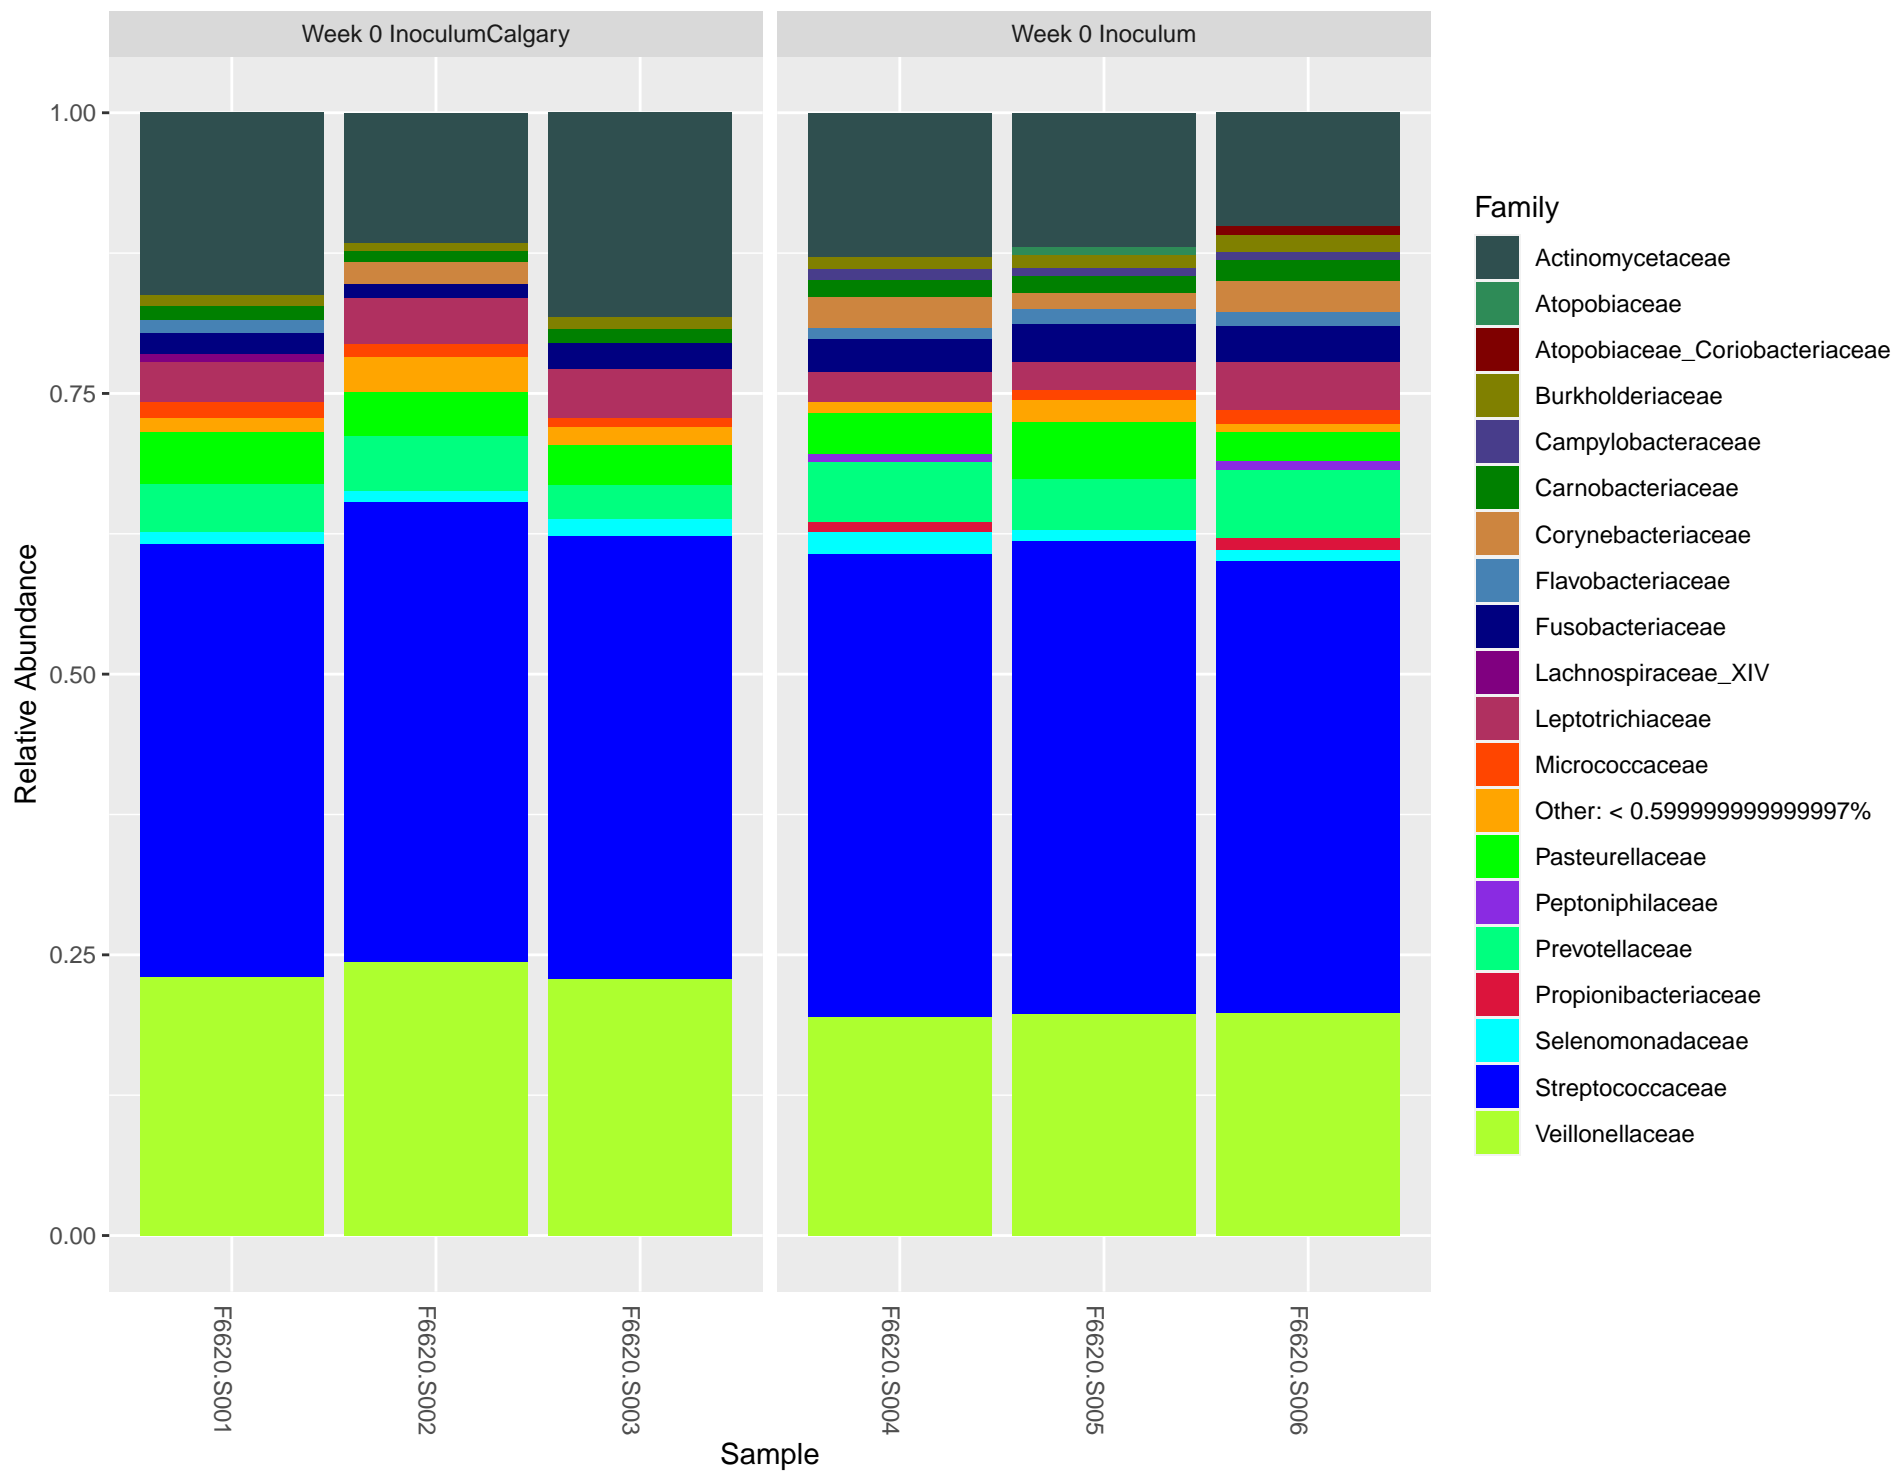 Week 0 InoculumCalgary
Week 0 Inoculum
1.00
0.75
0.50
0.25
0.00
Relative Abundance
F6620.S001
F6620.S002
F6620.S003
F6620.S004
F6620.S005
F6620.S006
Sample
Family
Actinomycetaceae
Atopobiaceae
Atopobiaceae_Coriobacteriaceae
Burkholderiaceae
Campylobacteraceae
Carnobacteriaceae
Corynebacteriaceae
Flavobacteriaceae
Fusobacteriaceae
Lachnospiraceae_XIV
Leptotrichiaceae
Micrococcaceae
Other: < 0.599999999999997%
Pasteurellaceae
Peptoniphilaceae
Prevotellaceae
Propionibacteriaceae
Selenomonadaceae
Streptococcaceae
Veillonellaceae